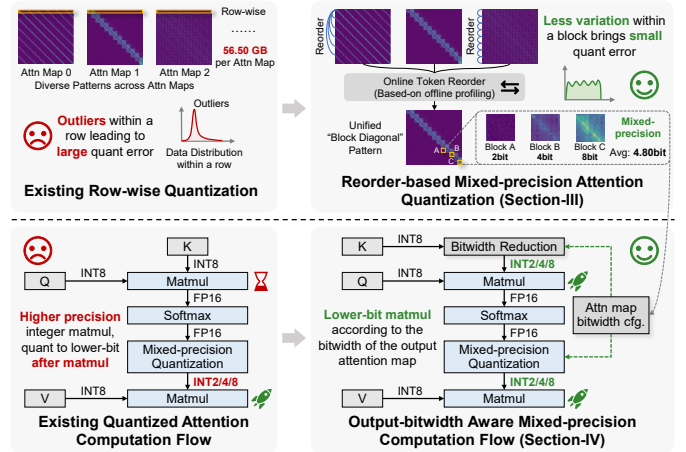 Row-wise
......
56.50 GB
per Attn Map
Attn Map 0
Attn Map 1
Attn Map 2
Diverse Patterns across Attn Maps
Outliers within a
row leading to
large quant error
Outliers
Data Distribution
within a row
Existing Row-wise Quantization
Reorder
Reorder
Less variation within
a block brings small
quant error
Online Token Reorder
(Based-on offline profiling)
Unified
"Block Diagonal"
Pattern
A
B
C
Block A
2bit
Block B
4bit
Block C
8bit
Mixed-
precision
Avg: 4.80bit
Reorder-based Mixed-precision Attention
Quantization (Section-III)
K
INT8
Q
INT8
Matmul
FP16
Softmax
FP16
Mixed-precision
Quantization
INT2/4/8
V
INT8
Matmul
Higher precision
integer matmul,
quant to lower-bit
after matmul
Existing Quantized Attention
Computation Flow
K
INT8
Bitwidth Reduction
INT2/4/8
Q
INT8
Matmul
FP16
Softmax
FP16
Mixed-precision
Quantization
INT2/4/8
V
INT8
Matmul
Lower-bit matmul
according to the
bitwidth of the output
attention map
Attn map
bitwidth cfg.
Output-bitwidth Aware Mixed-precision
Computation Flow (Section-IV)